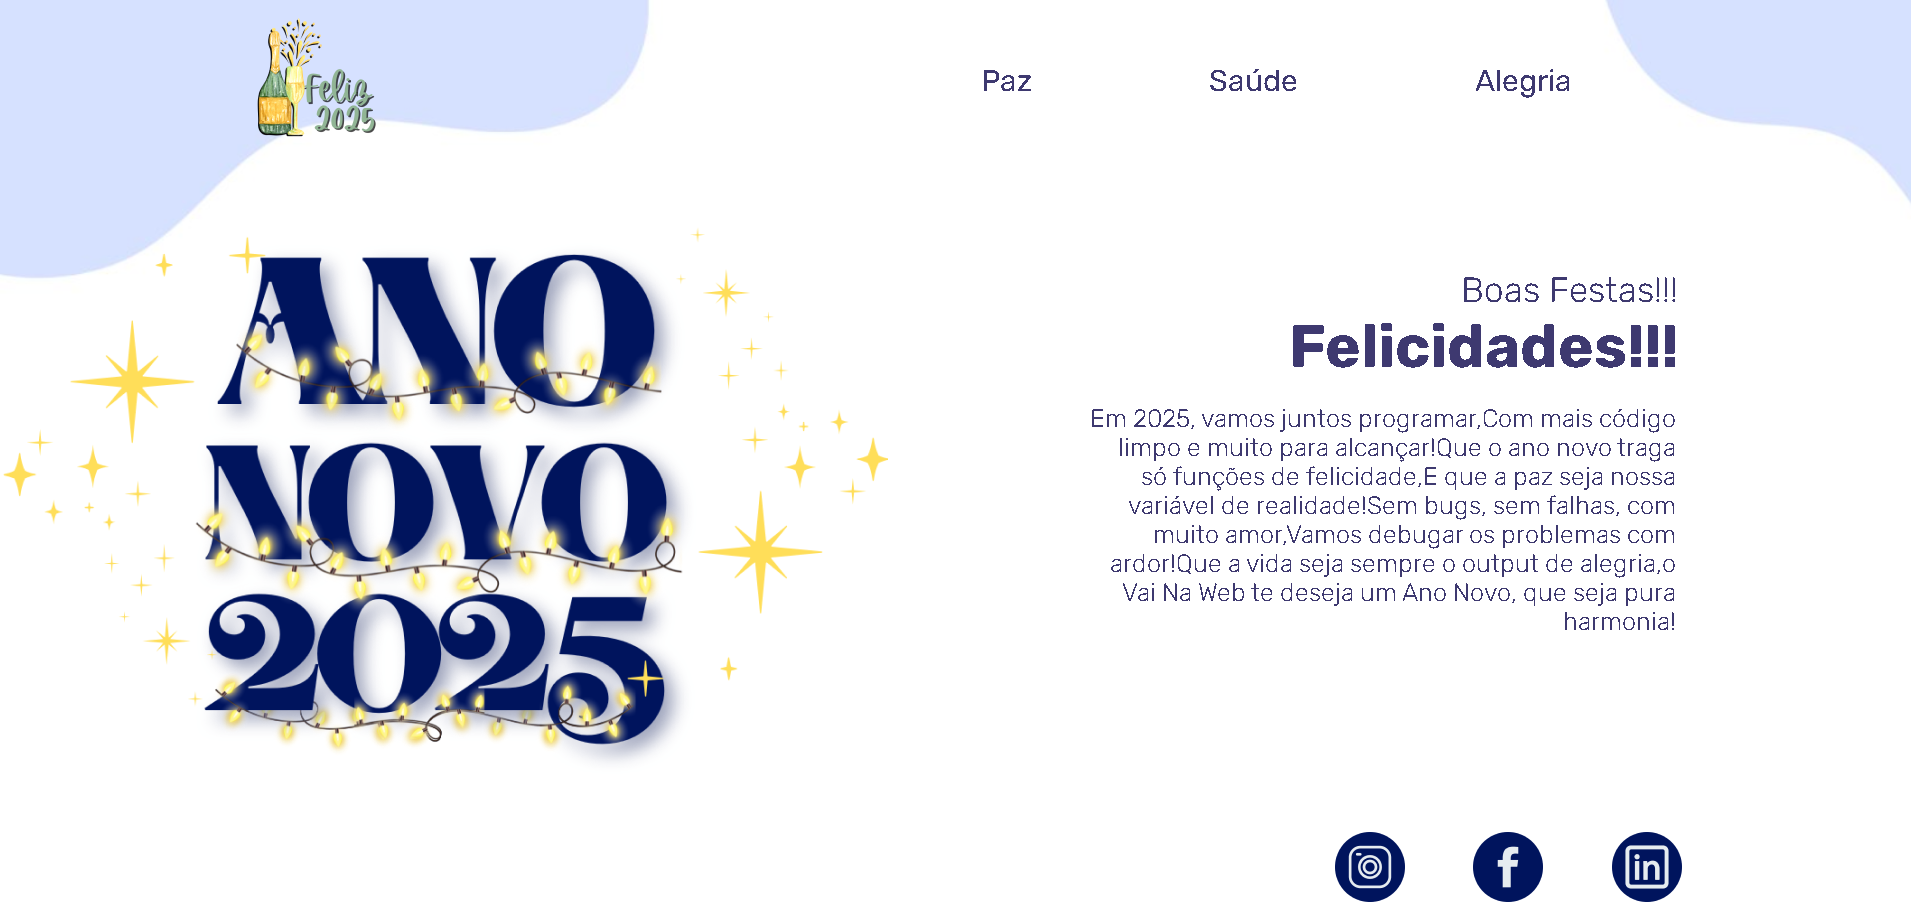 Feliz
2025
Paz
Saúde
Alegria
ANO
NOVO
2025
Boas Festas!!!
Felicidades!!!
Em 2025, vamos juntos programar,Com mais código
limpo e muito para alcançar!Que o ano novo traga
só funções de felicidade,E que a paz seja nossa
variável de realidade!Sem bugs, sem falhas, com
muito amor,Vamos debugar os problemas com
ardor!Que a vida seja sempre o output de alegria,o
Vai Na Web te deseja um Ano Novo, que seja pura
harmonia!